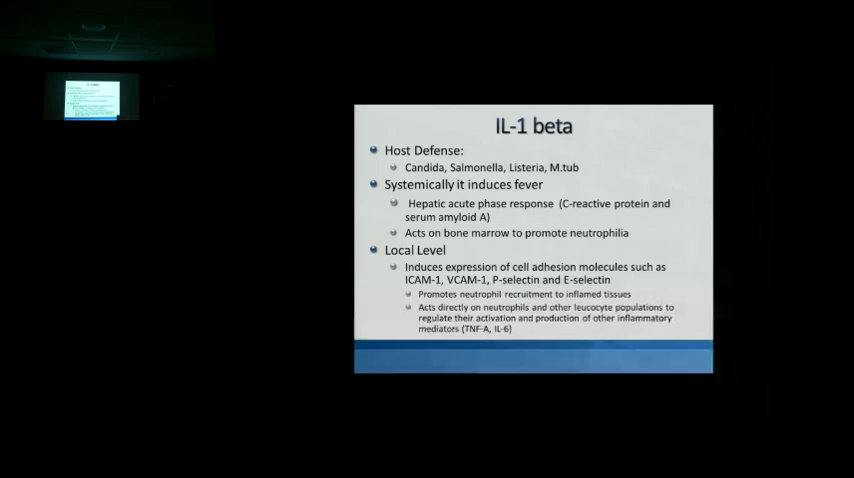 IL-1 beta
Host Defense:
Candida, Salmonella, Listeria, M.tub
Systemically it induces fever
Hepatic acute phase response (C-reactive protein and
serum amyloid A)
Acts on bone marrow to promote neutrophilia
Local Level
Induces expression of cell adhesion molecules such as
ICAM-1, VCAM-1, P-selectin and E-selectin
Promotes neutrophil recruitment to inflamed tissues
Acts directly on neutrophils and other leucocyte populations to
regulate their activation and production of other inflammatory
mediators (TNF-A, IL-6)